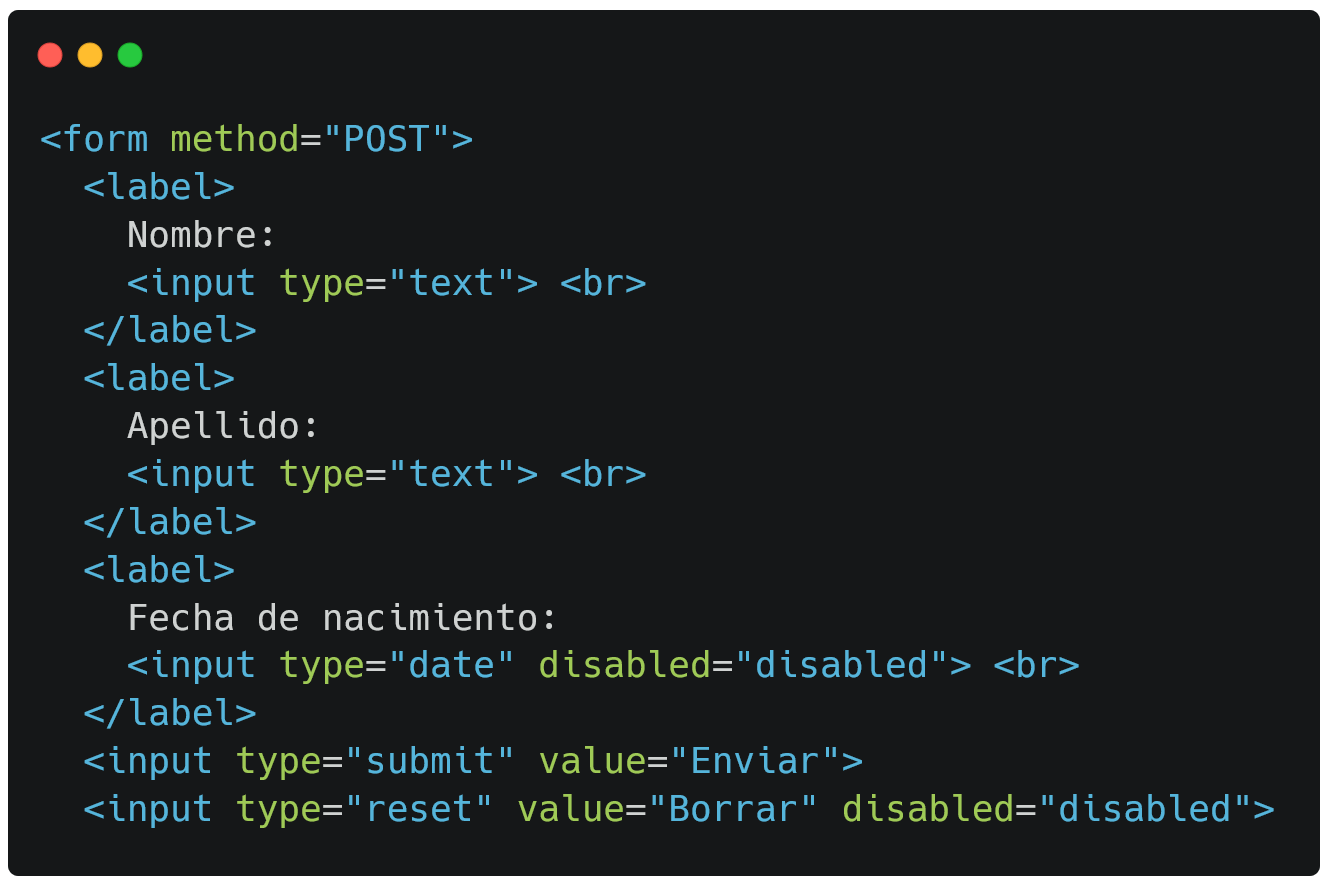 <form method="POST">
  <label>
    Nombre:
    <input type="text"> <br>
  </label>
  <label>
    Apellido:
    <input type="text"> <br>
  </label>
  <label>
    Fecha de nacimiento:
    <input type="date" disabled="disabled"> <br>
  </label>
  <input type="submit" value="Enviar">
  <input type="reset" value="Borrar" disabled="disabled">